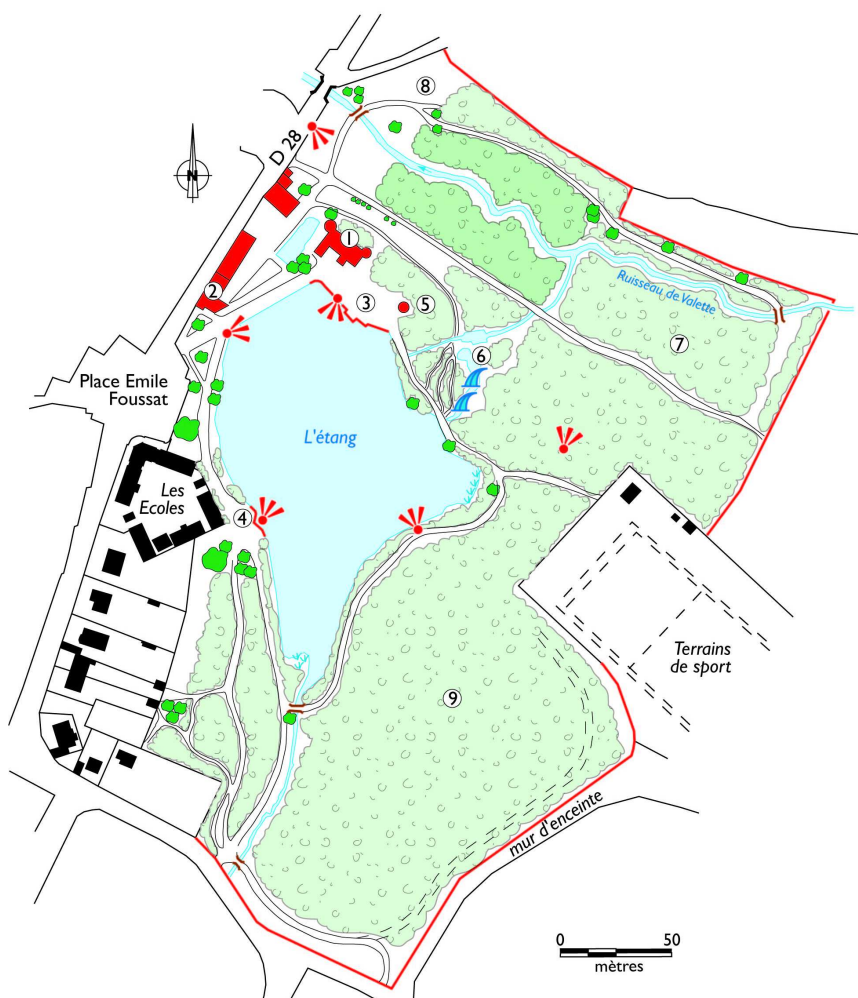 8
D 28
1
2
3
5
Ruisseau de Valette
7
6
Place Emile
Foussat
L'étang
Les
Ecoles
4
Terrains
de sport
9
mur d'enceinte
0 50
mètres